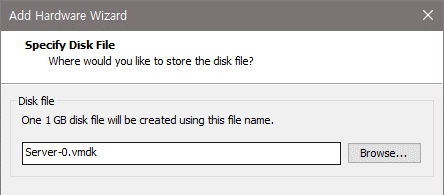 Add Hardware Wizard
Specify Disk File
Where would you like to store the disk file?
Disk file
One 1 GB disk file will be created using this file name.
Server-0.vmdk
Browse...